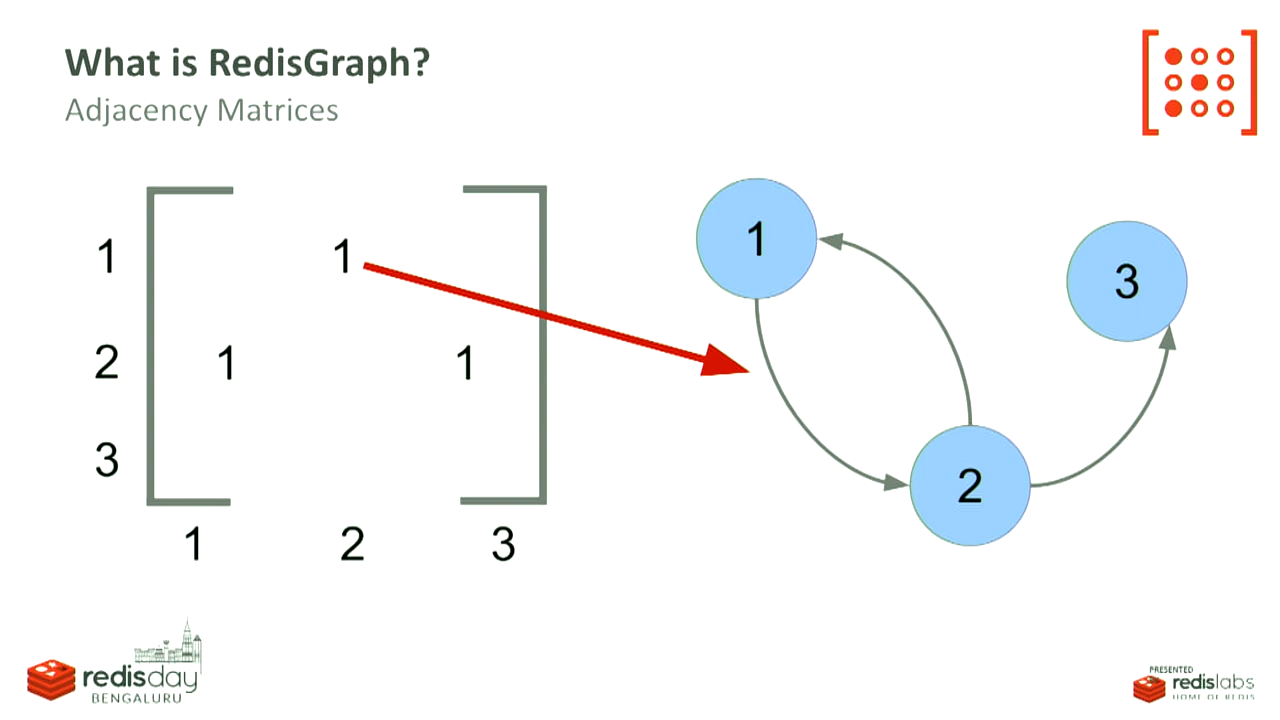 What is RedisGraph?
Adjacency Matrices
1 1
2 1 1
3
1 2 3
1
3
2
redisday
BENGALURU
PRESENTED
redislabs
HOME OF REDIS